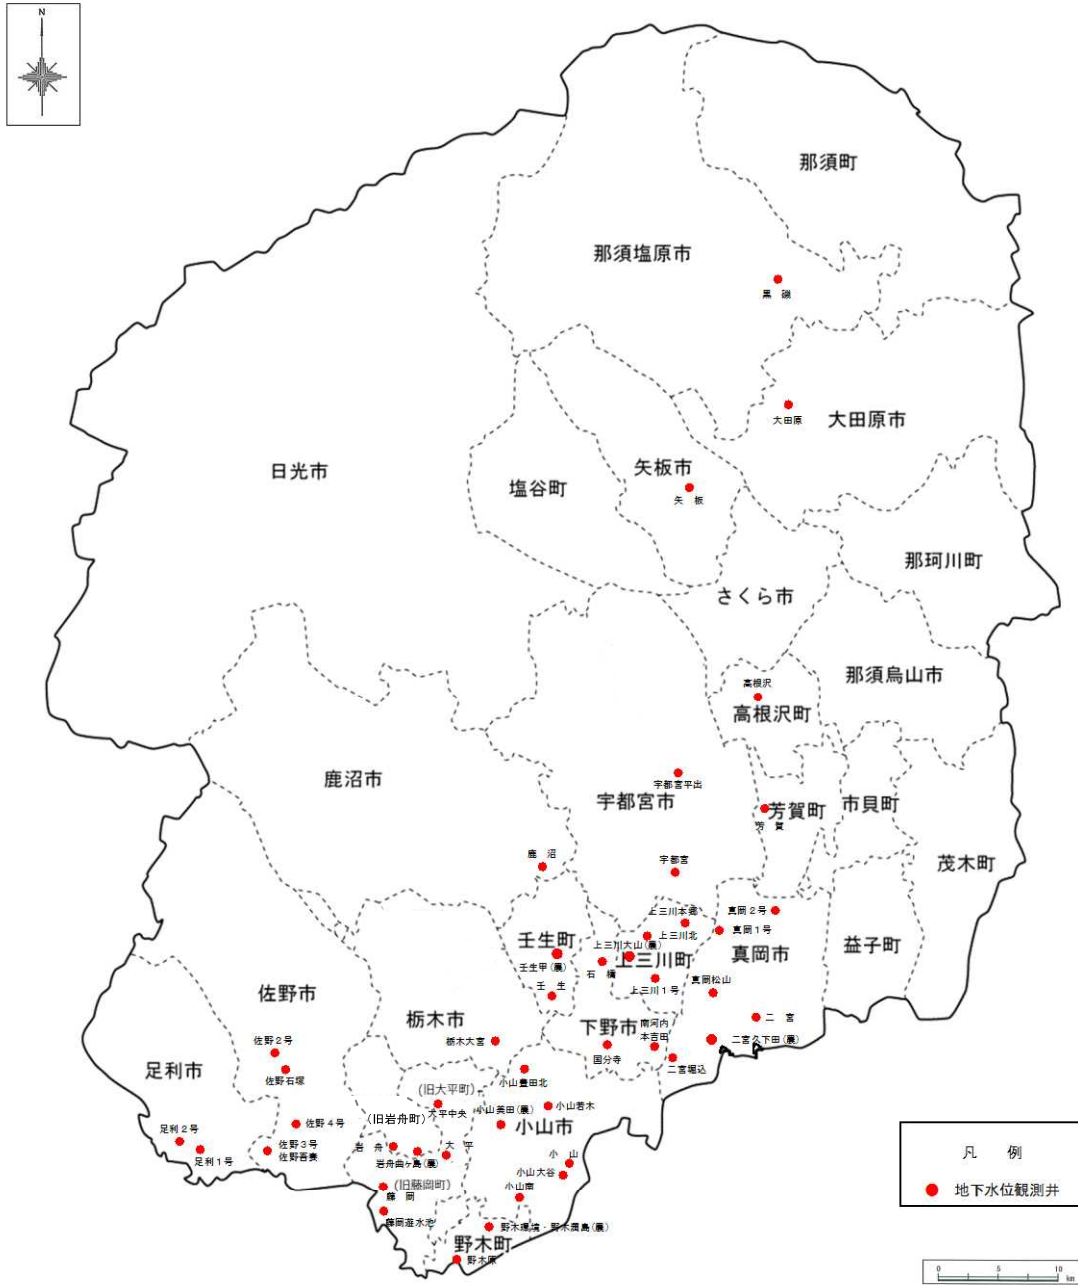 N
那須町
那須塩原市
黒 磯
大田原
大田原市
日光市
塩谷町
矢板市
矢 板
那珂川町
さくら市
那須烏山市
高根沢
高根沢町
鹿沼市
宇都宮市
宇都宮平出
芳賀町
芳 賀
市貝町
茂木町
鹿 沼
宇都宮
上三川本郷
上三川北
上三川大山(農)
上三川町
石 橋
上三川1号
真岡2号
真岡1号
真岡市
真岡松山
益子町
壬生町
壬生甲(農)
壬 生
佐野市
栃木市
栃木大宮
下野市
国分寺
南河内
本吉田
二 宮
二宮久下田(農)
二宮堀込
佐野2号
佐野石塚
足利市
足利2号
足利1号
佐野4号
佐野3号
佐野吾妻
(旧大平町)
大平中央
(旧岩舟町)
岩 舟
岩舟曲ヶ島(農)
大 平
小山豊田北
小山美田(農)
小山若木
小山市
小 山
小山大谷
小山南
(旧藤岡町)
藤 岡
藤岡遊水池
野木環境・野木潤島(農)
野木町
野木原
凡 例
地下水位観測井
0 5 10
km